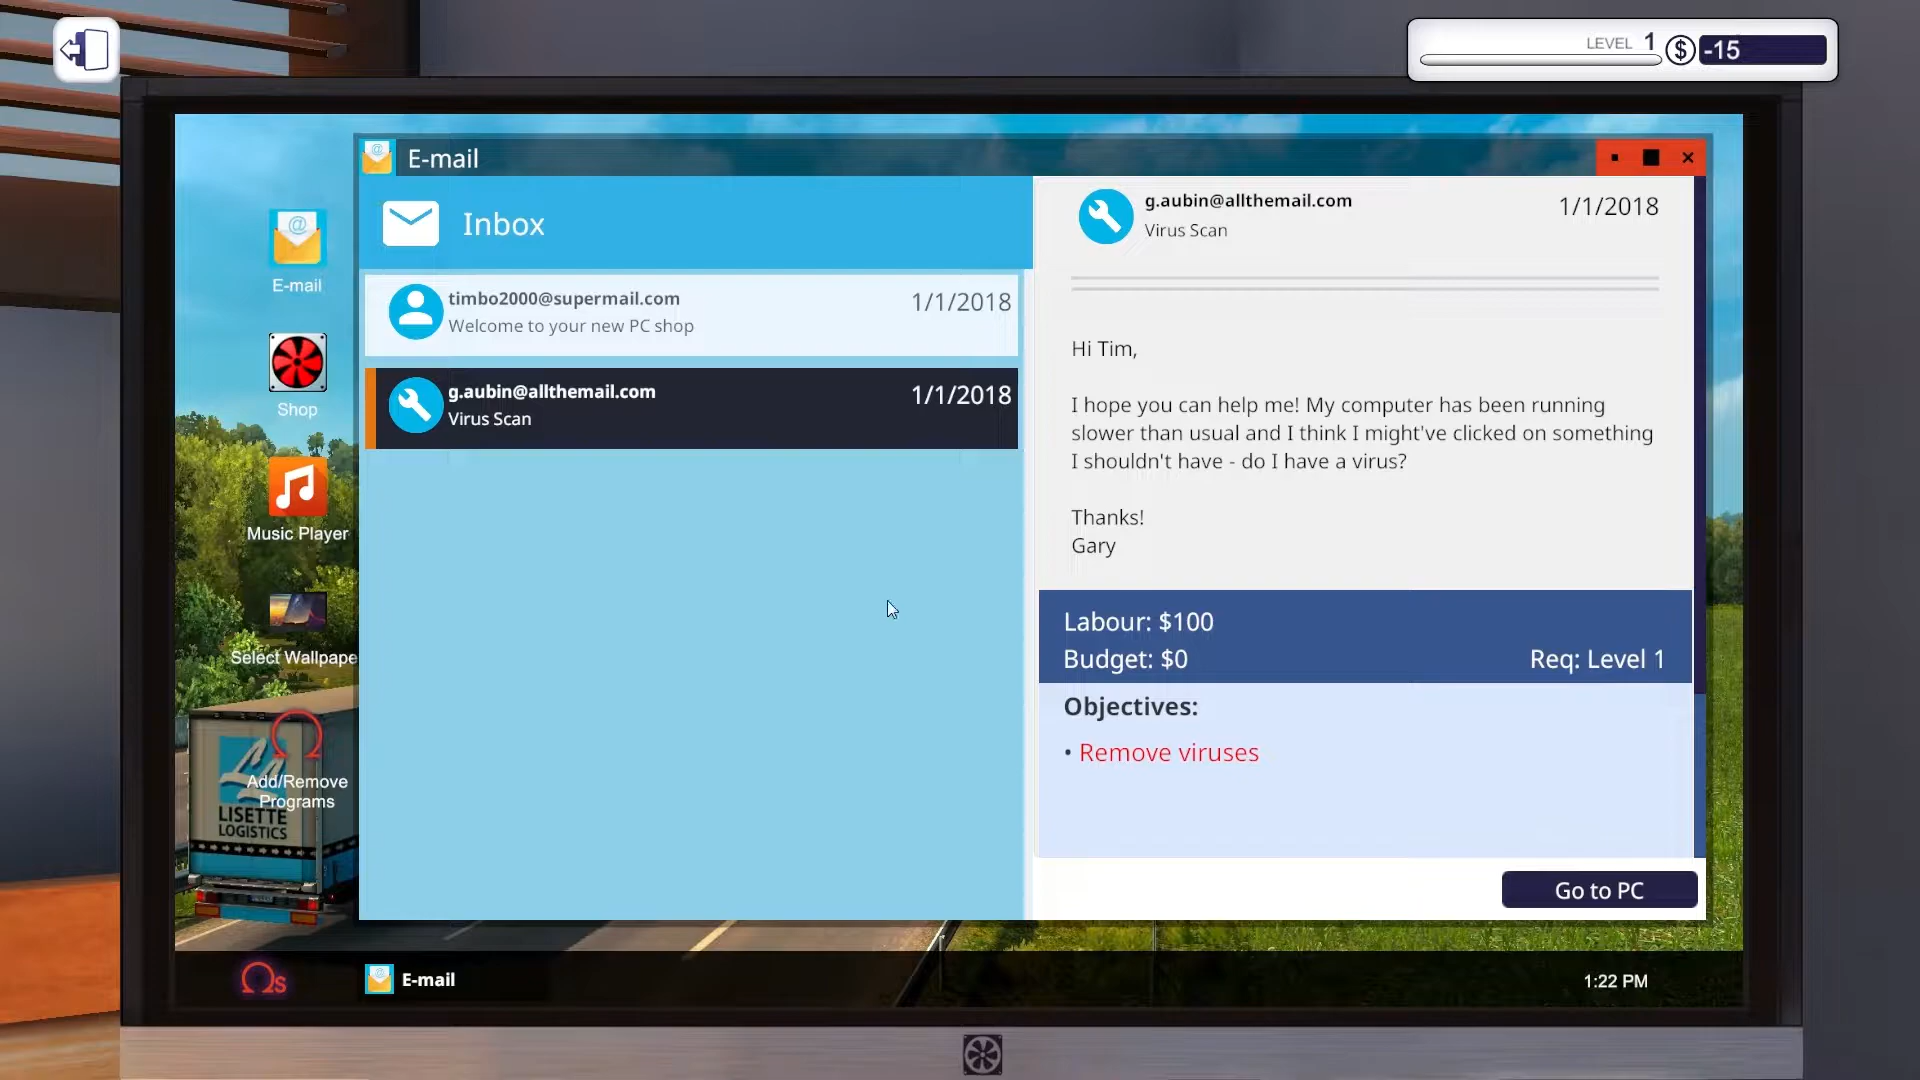 LEVEL 1
$ -15
E-mail
Inbox
timbo2000@supermail.com
1/1/2018
Welcome to your new PC shop
g.aubin@allthemail.com
1/1/2018
Virus Scan
g.aubin@allthemail.com
1/1/2018
Virus Scan
Hi Tim,
I hope you can help me! My computer has been running
slower than usual and I think I might've clicked on something
I shouldn't have - do I have a virus?
Thanks!
Gary
Labour: $100
Budget: $0
Req: Level 1
Objectives:
• Remove viruses
Go to PC
E-mail
Shop
Music Player
Select Wallpape
Add/Remove
Programs
LISETTE
LOGISTICS
Ωs
E-mail
1:22 PM